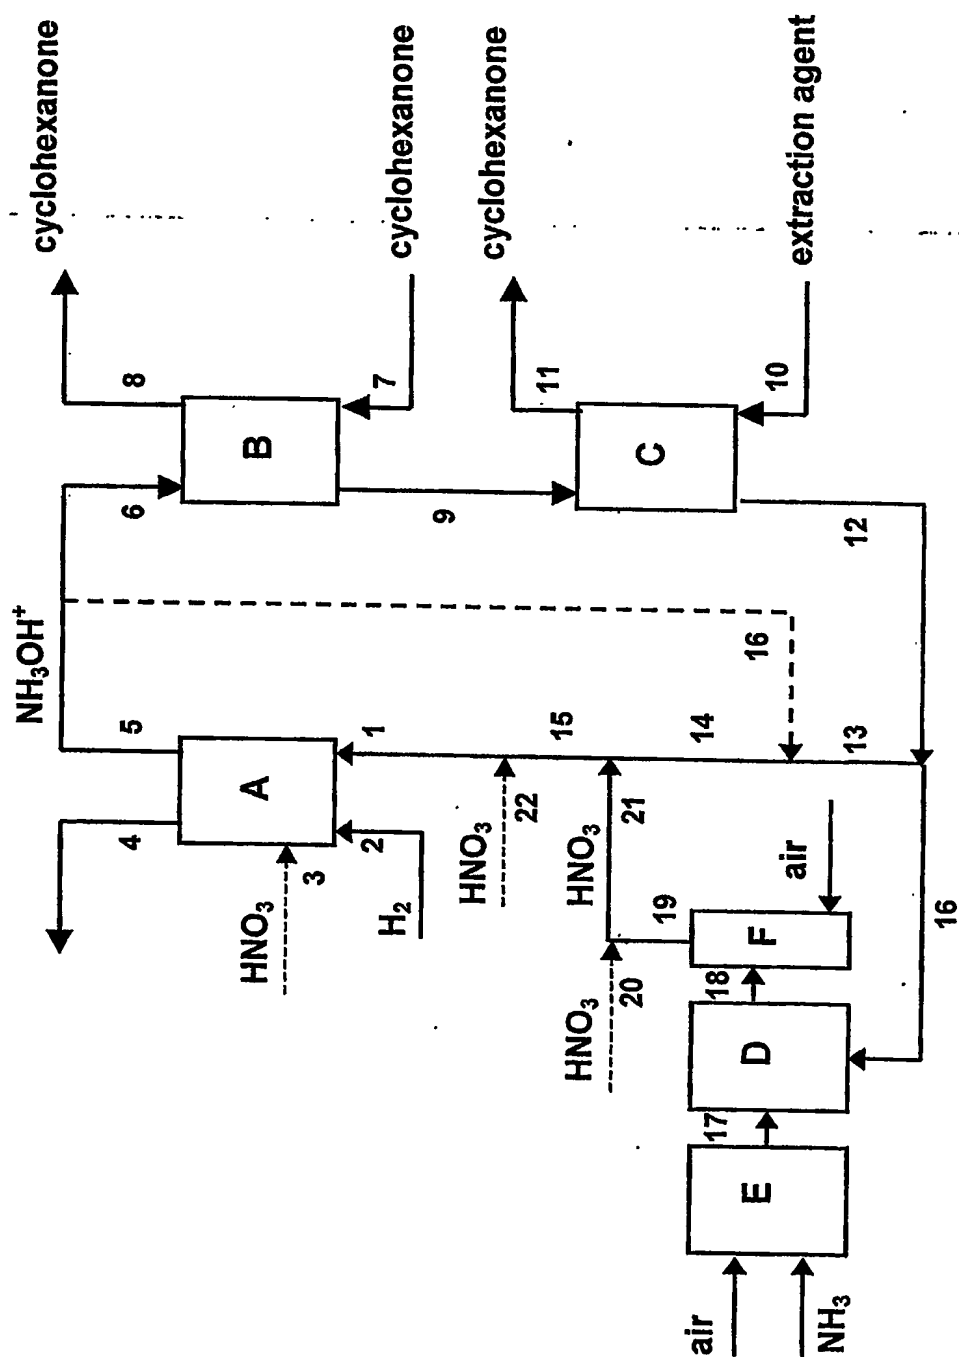 cyclohexanone
cyclohexanone
cyclohexanone
extraction agent
NH₃OH⁺
8
7
11
10
6
B
9
C
12
5
4
A
1
16
HNO₃
3
2
H₂
15
14
13
HNO₃
22
HNO₃
21
19
air
HNO₃
20
18
F
16
17
D
E
air
NH₃